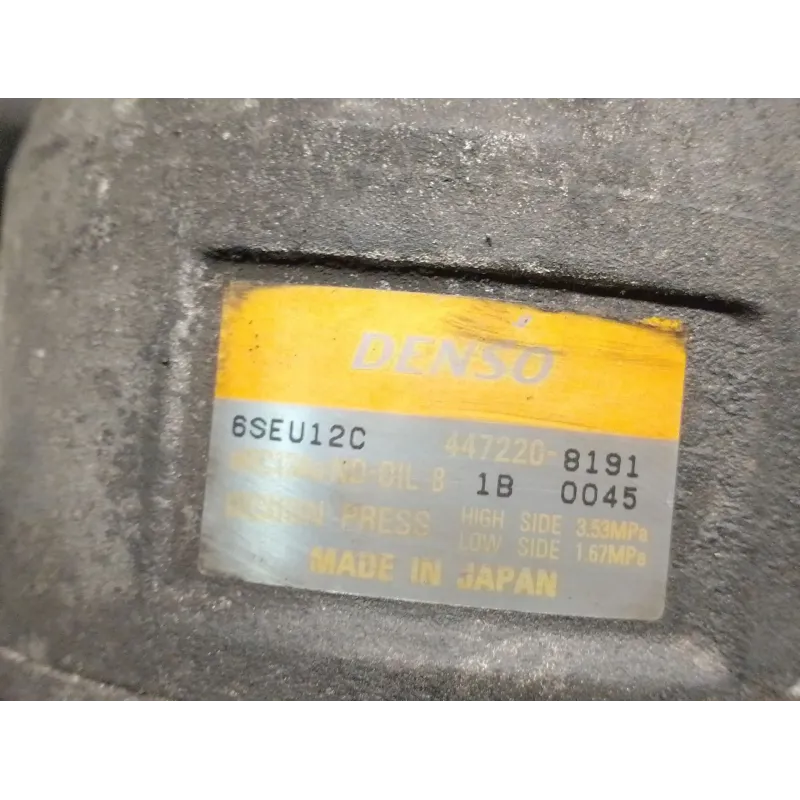 DENSO
6SEU12C 447220-8191
ND-OIL 8 1B 0045
PRESS HIGH SIDE 3.53MPa
LOW SIDE 1.67MPa
MADE IN JAPAN